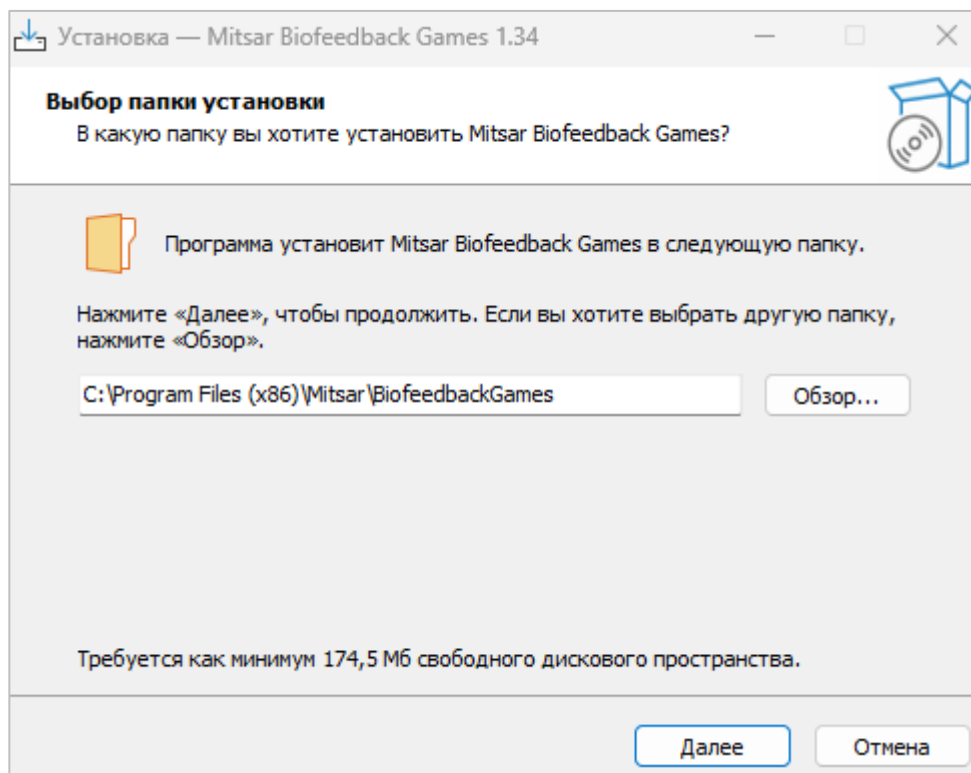 Установка — Mitsar Biofeedback Games 1.34
Выбор папки установки
В какую папку вы хотите установить Mitsar Biofeedback Games?
Программа установит Mitsar Biofeedback Games в следующую папку.
Нажмите «Далее», чтобы продолжить. Если вы хотите выбрать другую папку,
нажмите «Обзор».
C:\Program Files (x86)\Mitsar\BiofeedbackGames
Обзор...
Требуется как минимум 174,5 Мб свободного дискового пространства.
Далее
Отмена